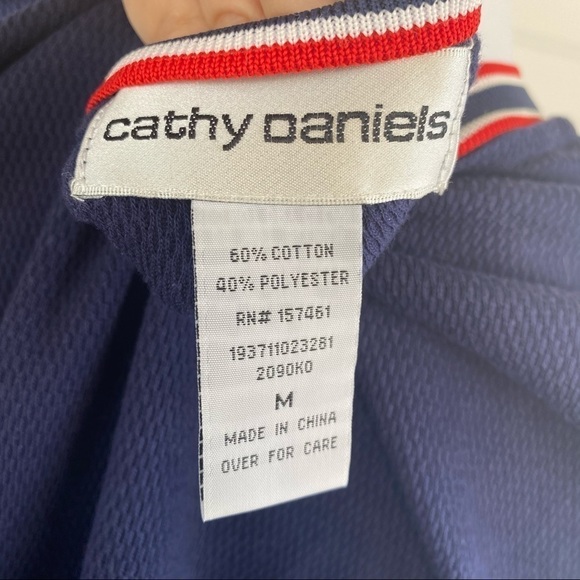 cathy Daniels
60% COTTON
40% POLYESTER
RN# 157461
193711023281
2090KO
M
MADE IN CHINA
OVER FOR CARE